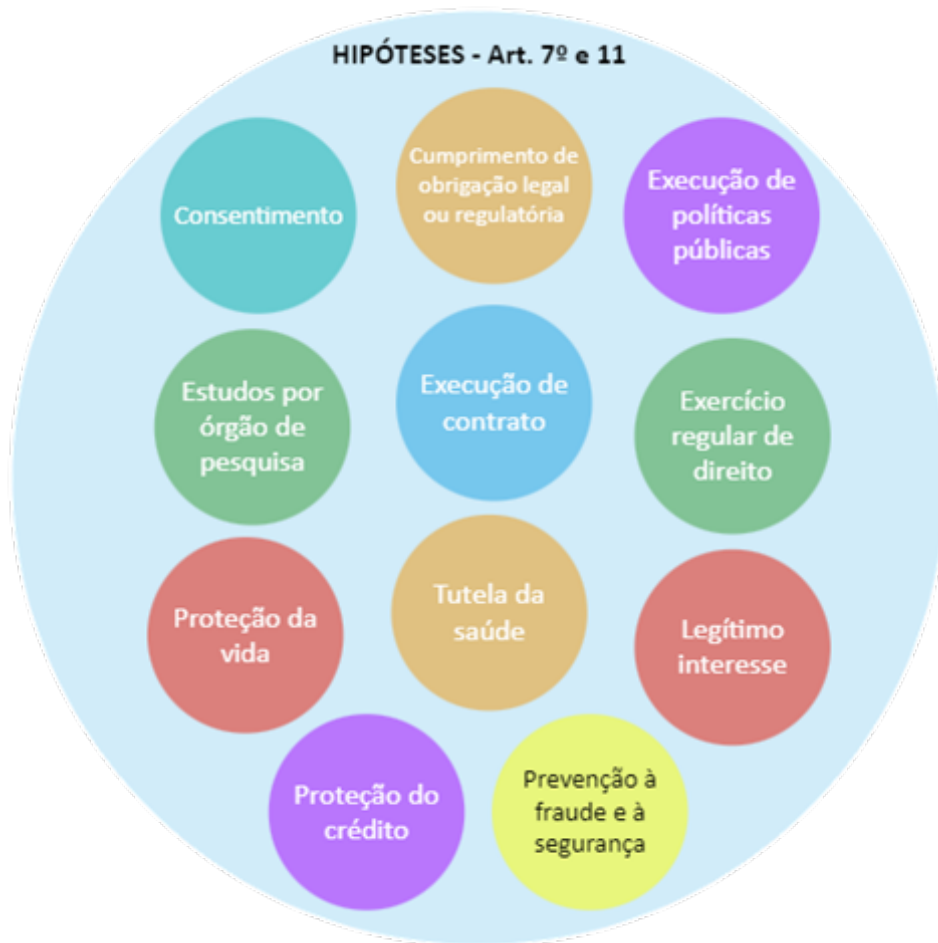 HIPÓTESES - Art. 7º e 11
Consentimento
Cumprimento de
obrigação legal
ou regulatória
Execução de
políticas
públicas
Estudos por
órgão de
pesquisa
Execução de
contrato
Exercício
regular de
direito
Proteção da
vida
Tutela da
saúde
Legítimo
interesse
Proteção do
crédito
Prevenção à
fraude e à
segurança